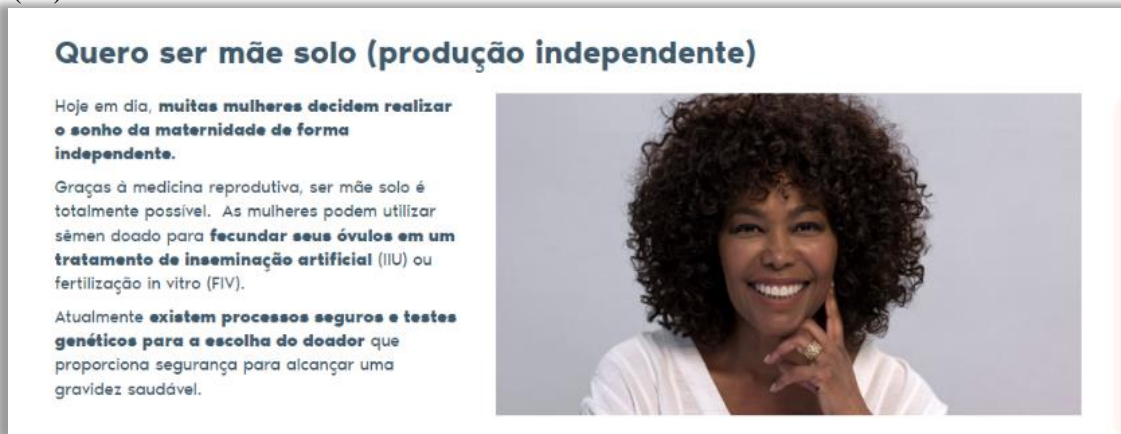 Quero ser mãe solo (produção independente)
Hoje em dia, muitas mulheres decidem realizar
o sonho da maternidade de forma
independente.
Graças à medicina reprodutiva, ser mãe solo é
totalmente possível. As mulheres podem utilizar
sêmen doado para fecundar seus óvulos em um
tratamento de inseminação artificial (IIU) ou
fertilização in vitro (FIV).
Atualmente existem processos seguros e testes
genéticos para a escolha do doador que
proporciona segurança para alcançar uma
gravidez saudável.